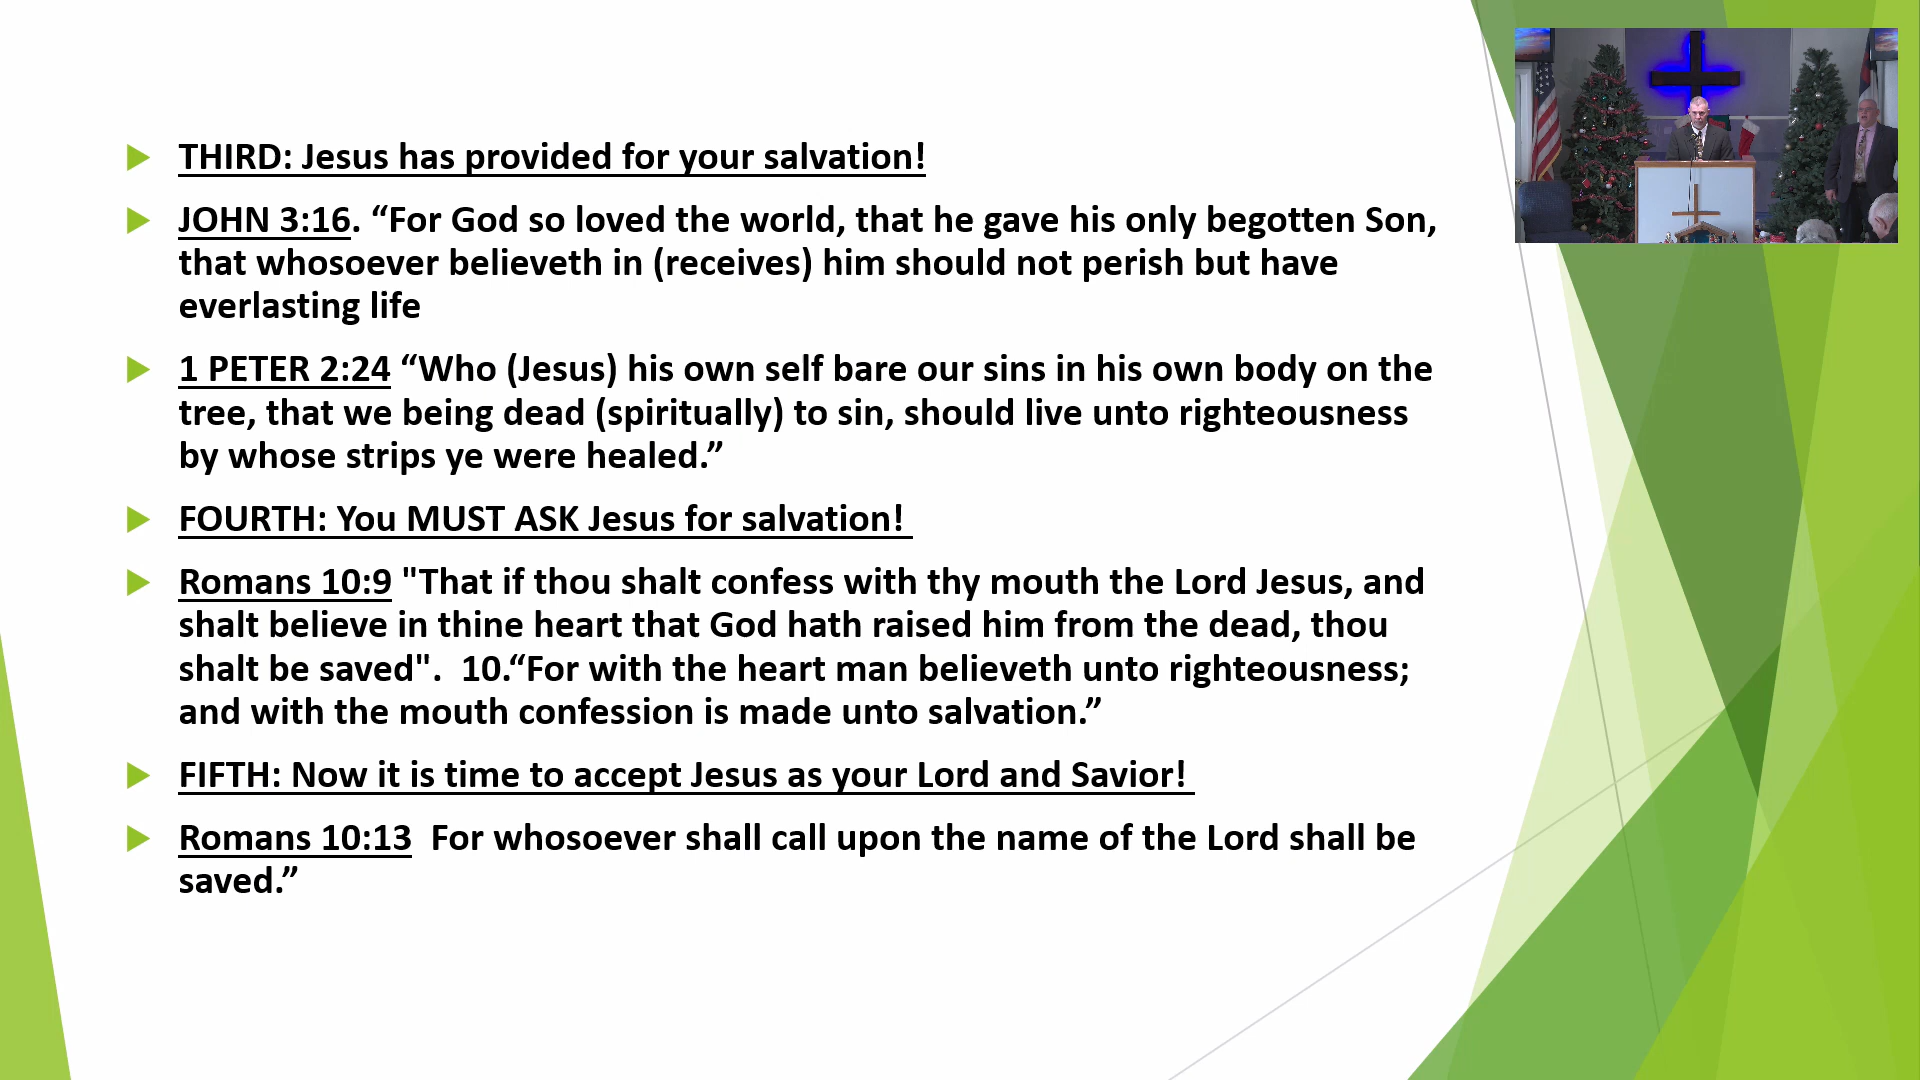 THIRD: Jesus has provided for your salvation!
JOHN 3:16. “For God so loved the world, that he gave his only begotten Son,
that whosoever believeth in (receives) him should not perish but have
everlasting life
1 PETER 2:24 “Who (Jesus) his own self bare our sins in his own body on the
tree, that we being dead (spiritually) to sin, should live unto righteousness
by whose strips ye were healed.”
FOURTH: You MUST ASK Jesus for salvation!
Romans 10:9 "That if thou shalt confess with thy mouth the Lord Jesus, and
shalt believe in thine heart that God hath raised him from the dead, thou
shalt be saved".  10.“For with the heart man believeth unto righteousness;
and with the mouth confession is made unto salvation.”
FIFTH: Now it is time to accept Jesus as your Lord and Savior!
Romans 10:13  For whosoever shall call upon the name of the Lord shall be
saved.”